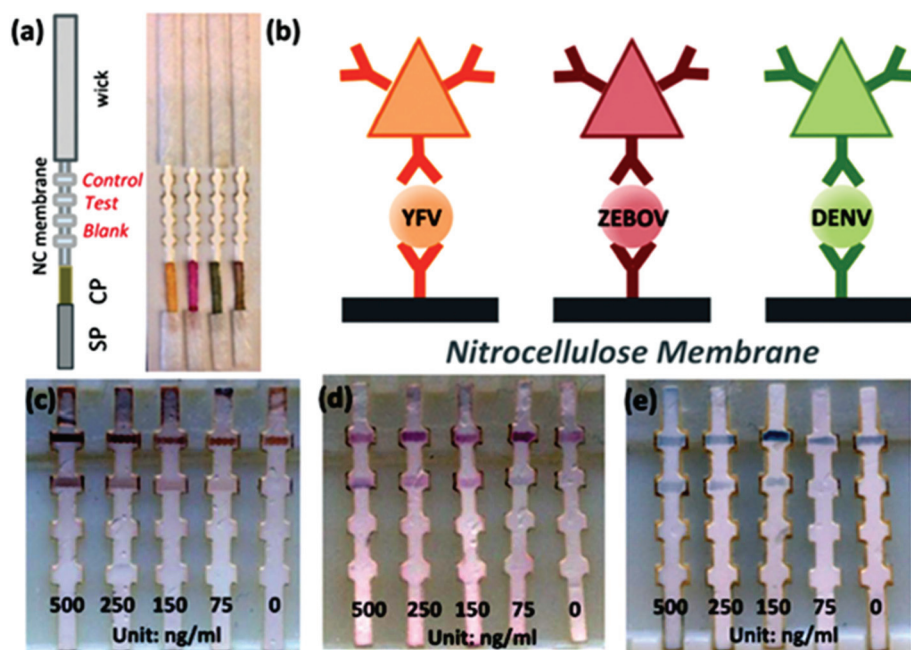 (a)
wick
NC membrane
Control
Test
Blank
CP
SP
(b)
YFV
ZEBOV
DENV
Nitrocellulose Membrane
(c)
500 250 150 75 0
Unit: ng/ml
(d)
500 250 150 75 0
Unit: ng/ml
(e)
500 250 150 75 0
Unit: ng/ml